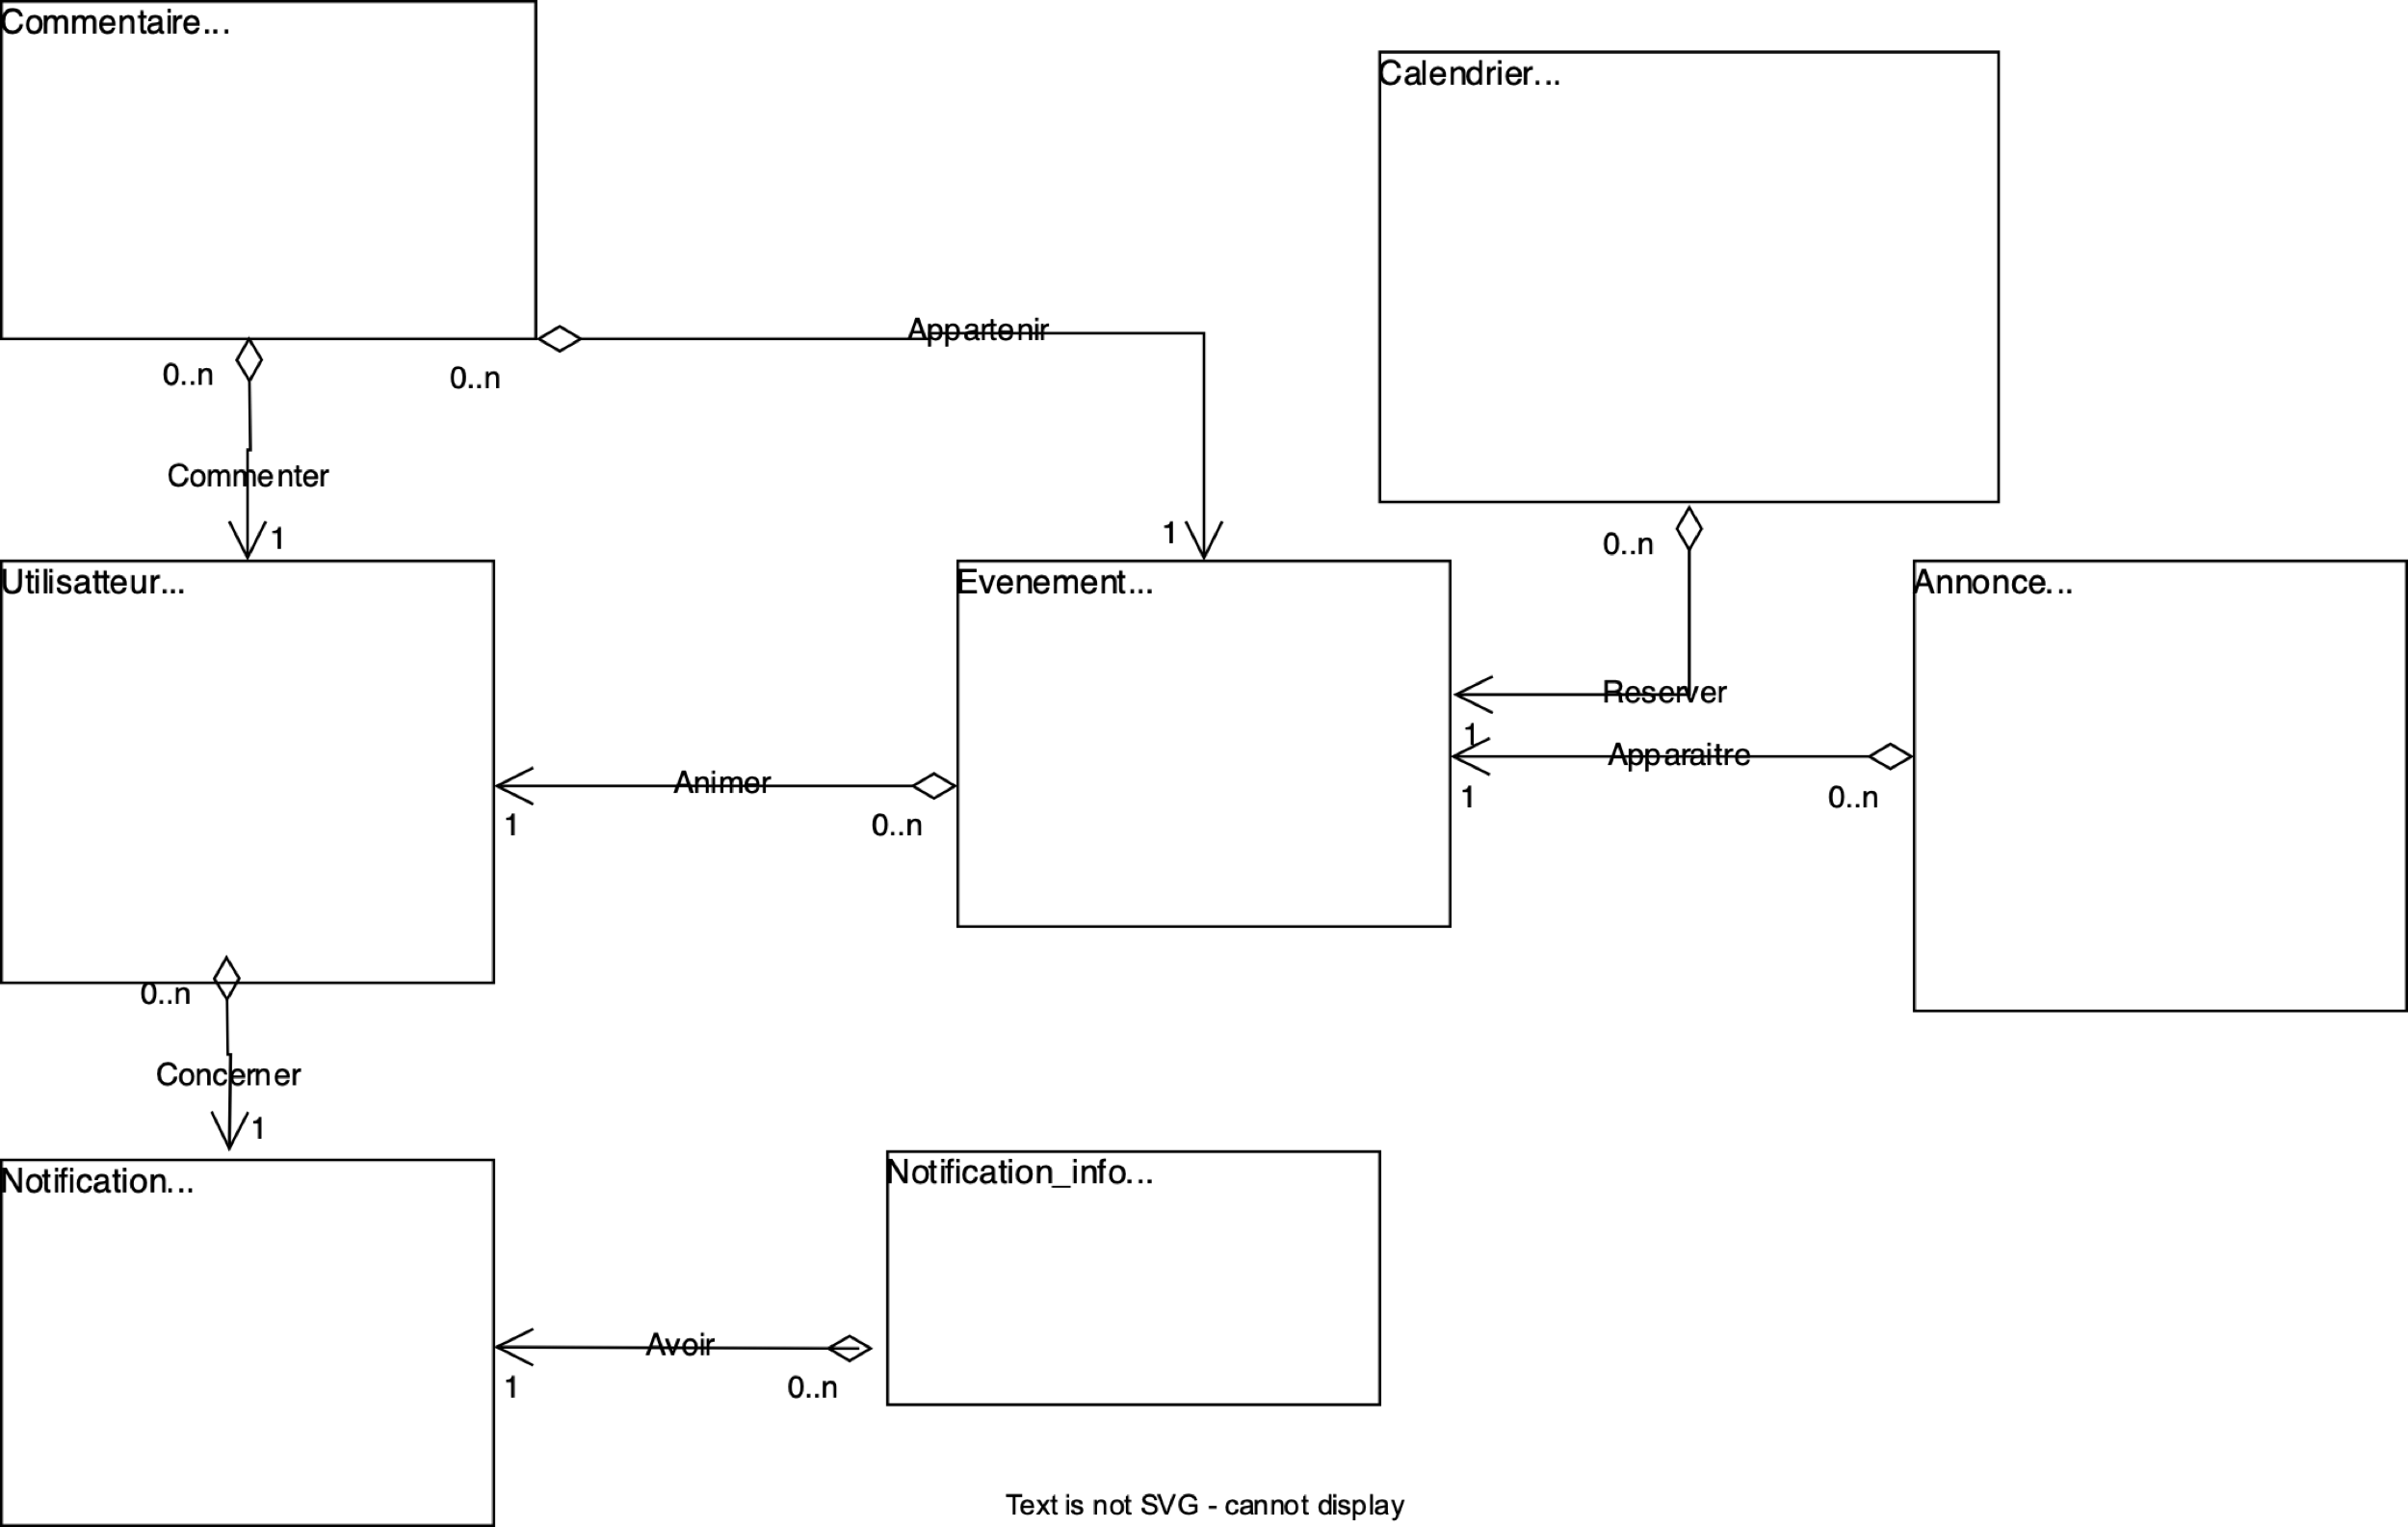 Commentaire...
Calendrier...
Appartenir
0..n
0..n
Commenter
1
1
0..n
Utilisatteur...
Evenement...
Annonce...
Reserver
1
Apparaitre
Animer
1
0..n
1
0..n
0..n
Concerner
1
Notification...
Notification_info...
Avoir
1
0..n
Text is not SVG - cannot display